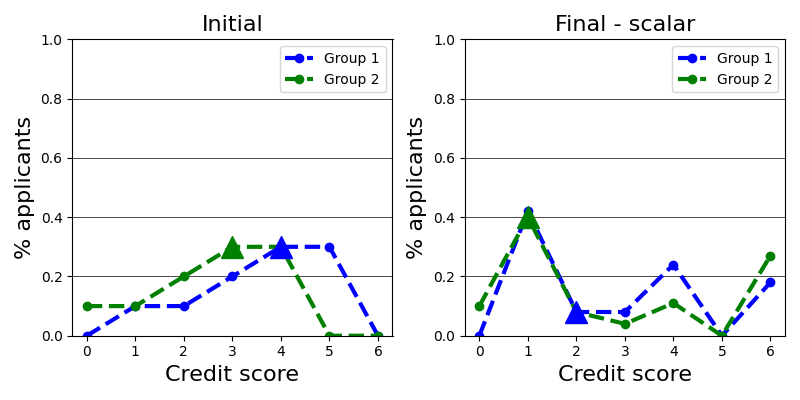 Initial
1.0
0.8
0.6
0.4
0.2
0.0
% applicants
Group 1
Group 2
0 1 2 3 4 5 6
Credit score
Final - scalar
1.0
0.8
0.6
0.4
0.2
0.0
% applicants
Group 1
Group 2
0 1 2 3 4 5 6
Credit score